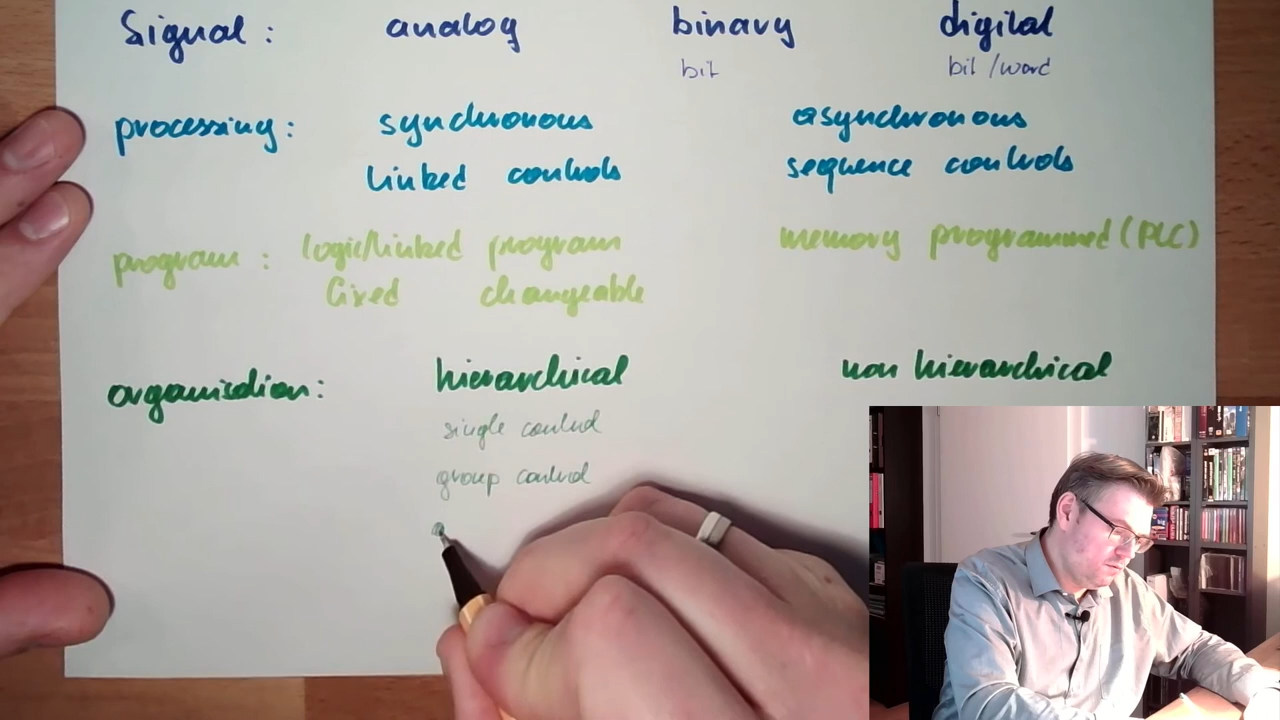 Signal: analog binary digital
bit bit/word
processing: synchronous asynchronous
linked controls sequence controls
program: logic/linked program memory programmed (PLC)
fixed changeable
organisation: hierarchical non hierarchical
single control
group control